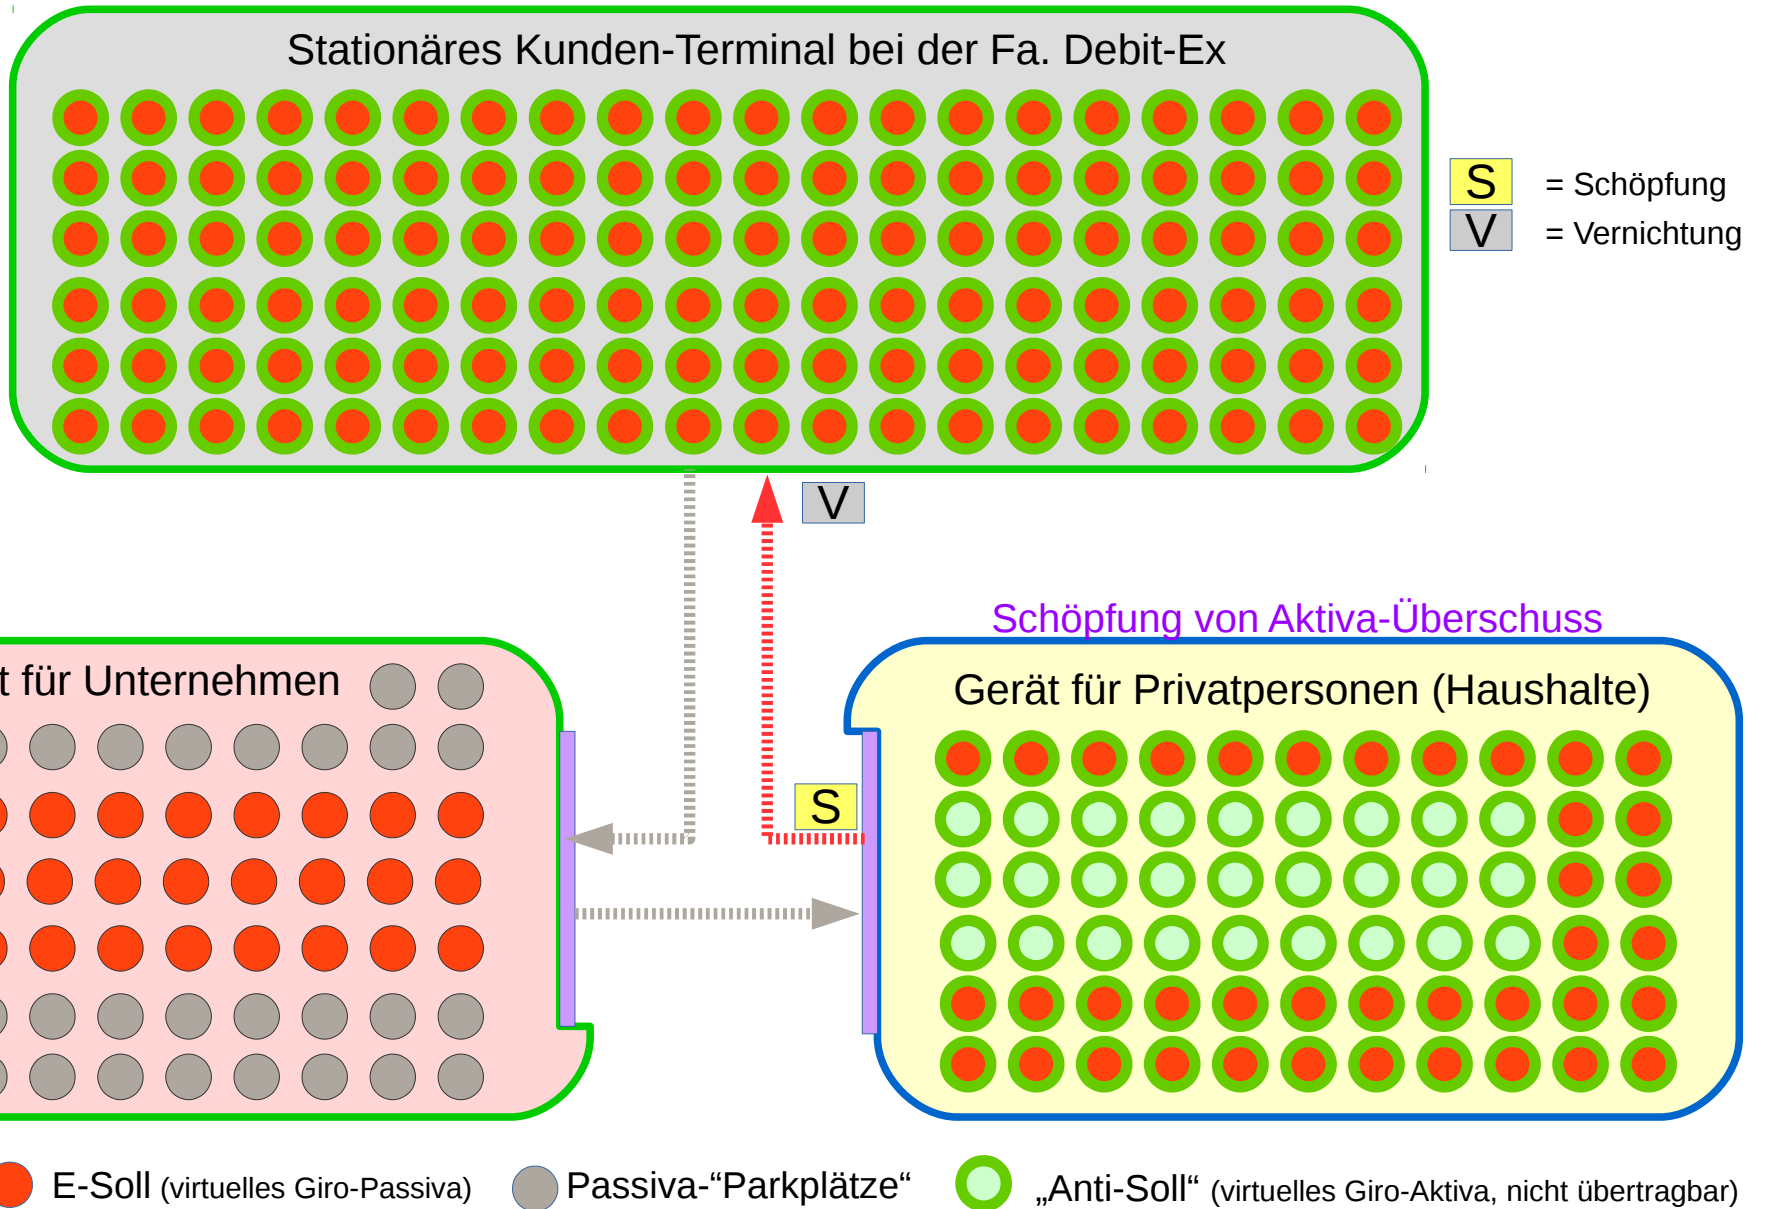 Stationäres Kunden-Terminal bei der Fa. Debit-Ex
S = Schöpfung
V = Vernichtung
V
Schöpfung von Aktiva-Überschuss
t für Unternehmen
Gerät für Privatpersonen (Haushalte)
S
E-Soll (virtuelles Giro-Passiva)
Passiva-“Parkplätze“
„Anti-Soll“ (virtuelles Giro-Aktiva, nicht übertragbar)